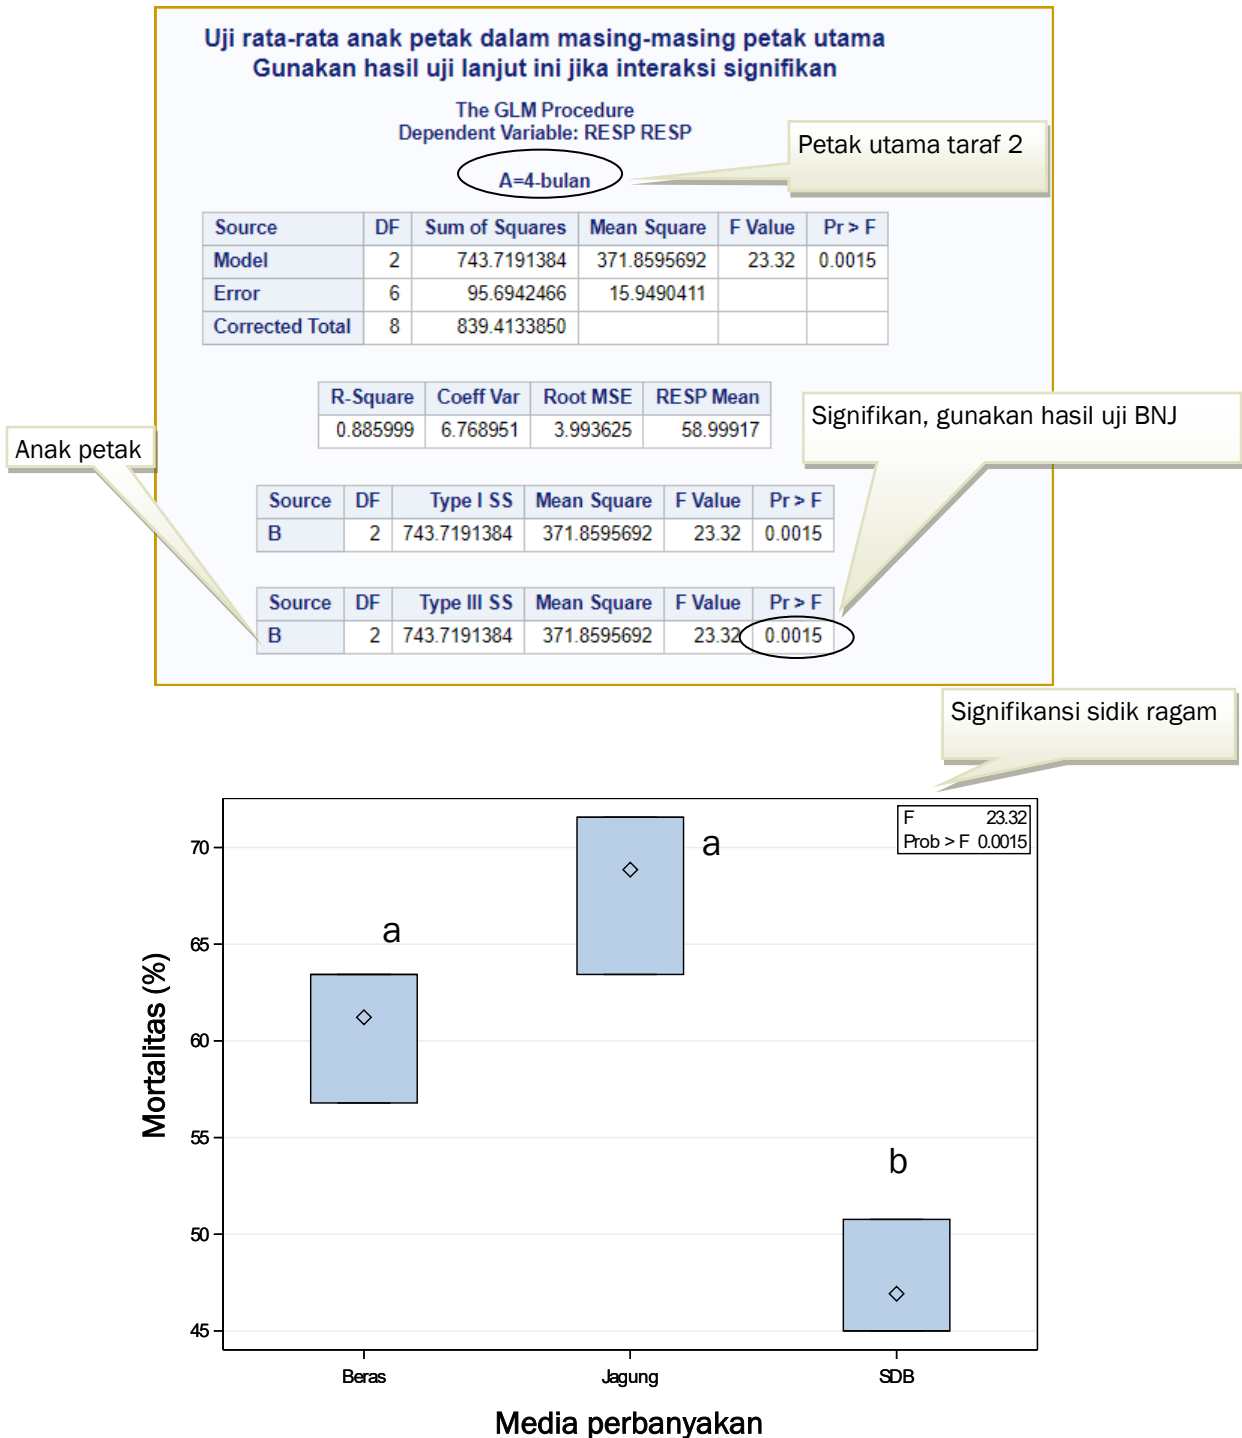 Uji rata-rata anak petak dalam masing-masing petak utama
Gunakan hasil uji lanjut ini jika interaksi signifikan
The GLM Procedure
Dependent Variable: RESP RESP
Petak utama taraf 2
A=4-bulan
Source DF Sum of Squares Mean Square F Value Pr > F
Model 2 743.7191384 371.8595692 23.32 0.0015
Error 6 95.6942466 15.9490411
Corrected Total 8 839.4133850
R-Square Coeff Var Root MSE RESP Mean
0.885999 6.768951 3.993625 58.99917
Signifikan, gunakan hasil uji BNJ
Anak petak
Source DF Type I SS Mean Square F Value Pr > F
B 2 743.7191384 371.8595692 23.32 0.0015
Source DF Type III SS Mean Square F Value Pr > F
B 2 743.7191384 371.8595692 23.32 0.0015
Signifikansi sidik ragam
F 23.32
Prob > F 0.0015
a
a
b
70
65
60
55
50
45
Mortalitas (%)
Beras Jagung SDB
Media perbanyakan